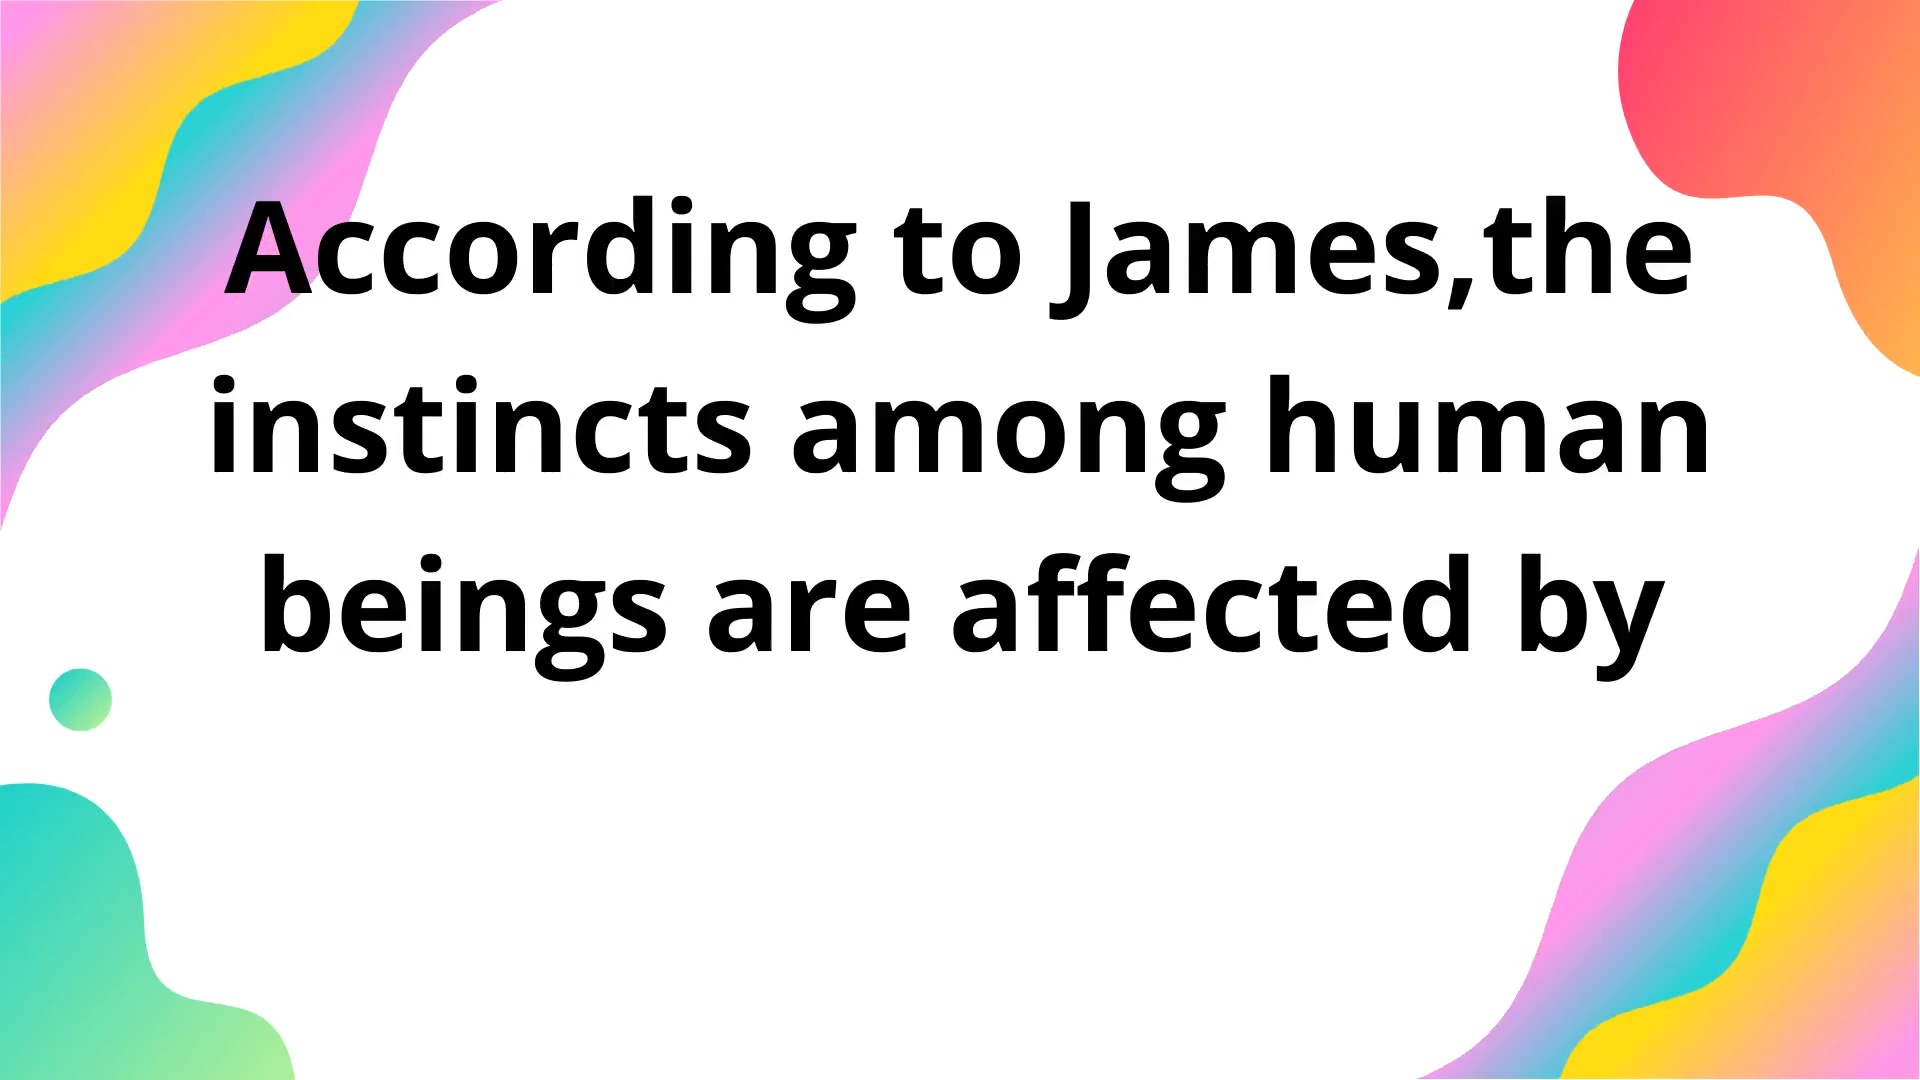 According to James,the
instincts among human
beings are affected by